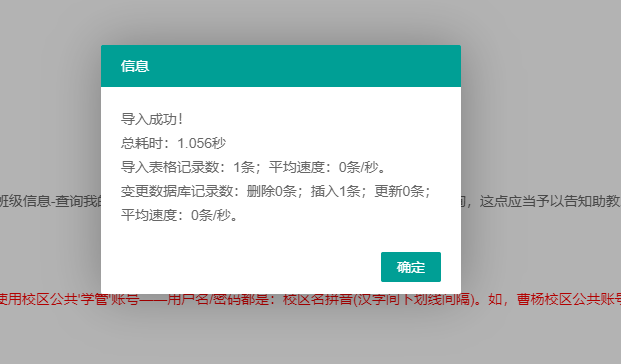 信息
导入成功！
总耗时：1.056秒
导入表格记录数：1条；平均速度：0条/秒。
变更数据库记录数：删除0条；插入1条；更新0条；
平均速度：0条/秒。
班级信息-查询我的
，这点应当予以告知助教
确定
使用校区公共'学管'账号——用户名/密码都是：校区名拼音(汉字间下划线间隔)。如，曹杨校区公共账号